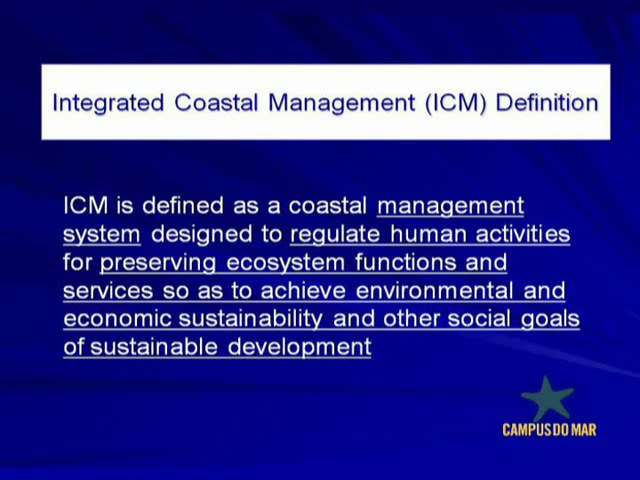 Integrated Coastal Management (ICM) Definition
ICM is defined as a coastal management
system designed to regulate human activities
for preserving ecosystem functions and
services so as to achieve environmental and
economic sustainability and other social goals
of sustainable development
CAMPUS DO MAR